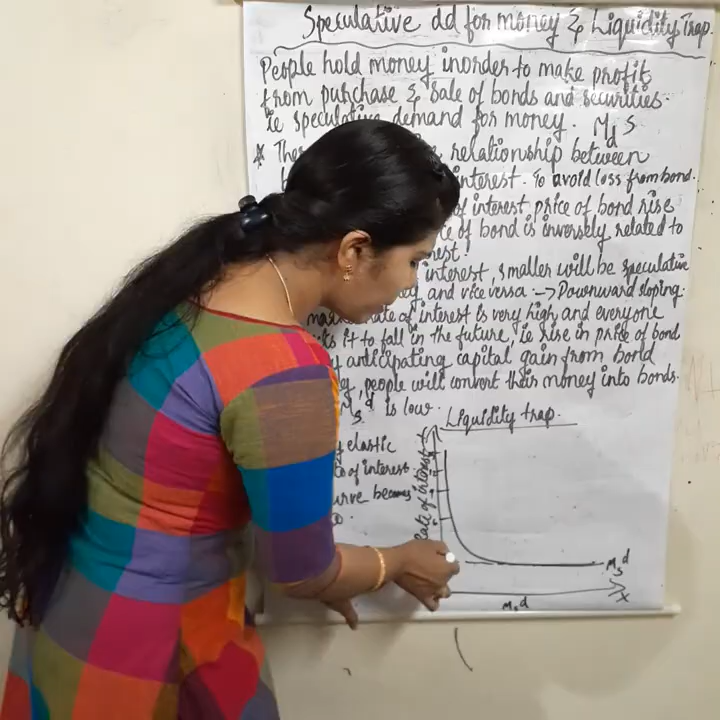 Speculative dd for money & Liquidity Trap.
People hold money inorder to make profit
from purchase & sale of bonds and securities.
ie speculative demand for money. MdS
* relationship between
interest. To avoid loss from bond.
of interest price of bond rise
of bond is inversely related to
interest, smaller will be speculative
and vice versa :-> Downward sloping.
rate of interest is very high and everyone
it to fall in the future, ie rise in price of bond
anticipating capital gain from bond
, people will convert their money into bonds.
Msd is low.
Liquidity trap.
elastic
of interest
curve becomes
Rate of interest
Msd
X
Msd